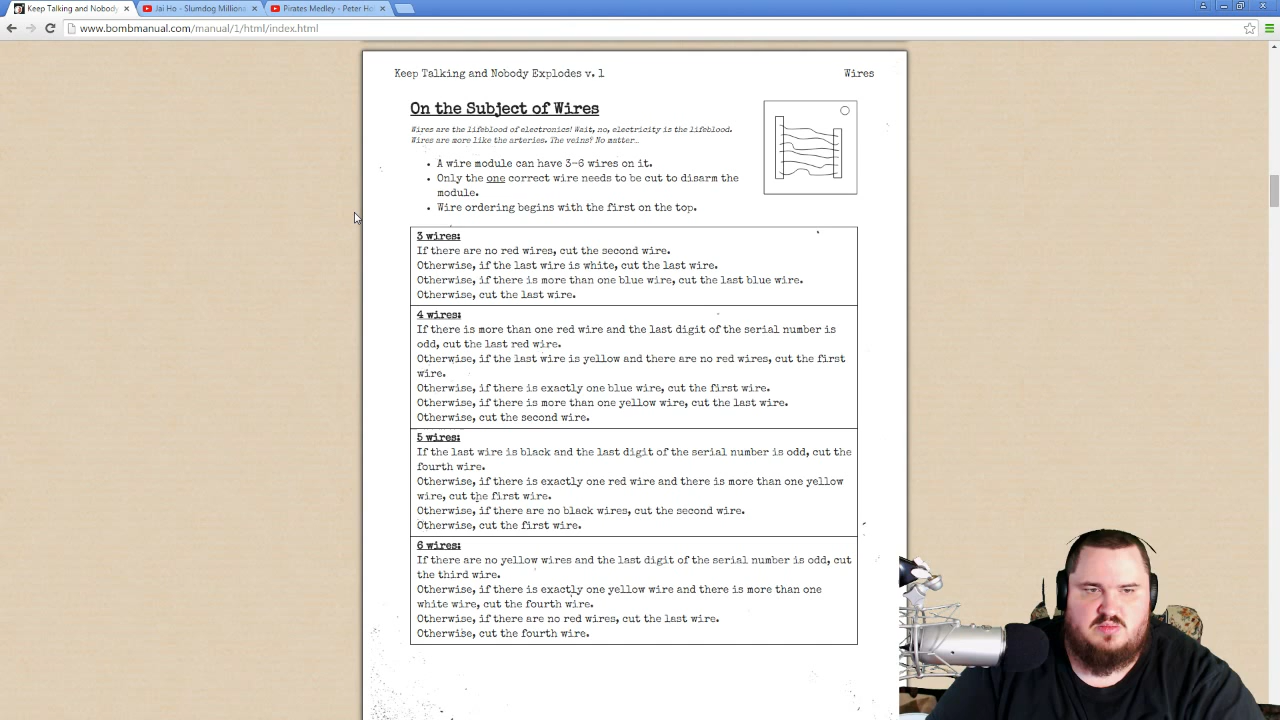 Keep Talking and Nobody
Jai Ho - Slumdog Millions
Pirates Medley - Peter Ho
www.bombmanual.com/manual/1/html/index.html
Keep Talking and Nobody Explodes v. 1
Wires
On the Subject of Wires
Wires are the lifeblood of electronics! Wait, no, electricity is the lifeblood.
Wires are more like the arteries. The veins? No matter…
• A wire module can have 3-6 wires on it.
• Only the one correct wire needs to be cut to disarm the
module.
• Wire ordering begins with the first on the top.
3 wires:
If there are no red wires, cut the second wire.
Otherwise, if the last wire is white, cut the last wire.
Otherwise, if there is more than one blue wire, cut the last blue wire.
Otherwise, cut the last wire.
4 wires:
If there is more than one red wire and the last digit of the serial number is
odd, cut the last red wire.
Otherwise, if the last wire is yellow and there are no red wires, cut the first
wire.
Otherwise, if there is exactly one blue wire, cut the first wire.
Otherwise, if there is more than one yellow wire, cut the last wire.
Otherwise, cut the second wire.
5 wires:
If the last wire is black and the last digit of the serial number is odd, cut the
fourth wire.
Otherwise, if there is exactly one red wire and there is more than one yellow
wire, cut the first wire.
Otherwise, if there are no black wires, cut the second wire.
Otherwise, cut the first wire.
6 wires:
If there are no yellow wires and the last digit of the serial number is odd, cut
the third wire.
Otherwise, if there is exactly one yellow wire and there is more than one
white wire, cut the fourth wire.
Otherwise, if there are no red wires, cut the last wire.
Otherwise, cut the fourth wire.